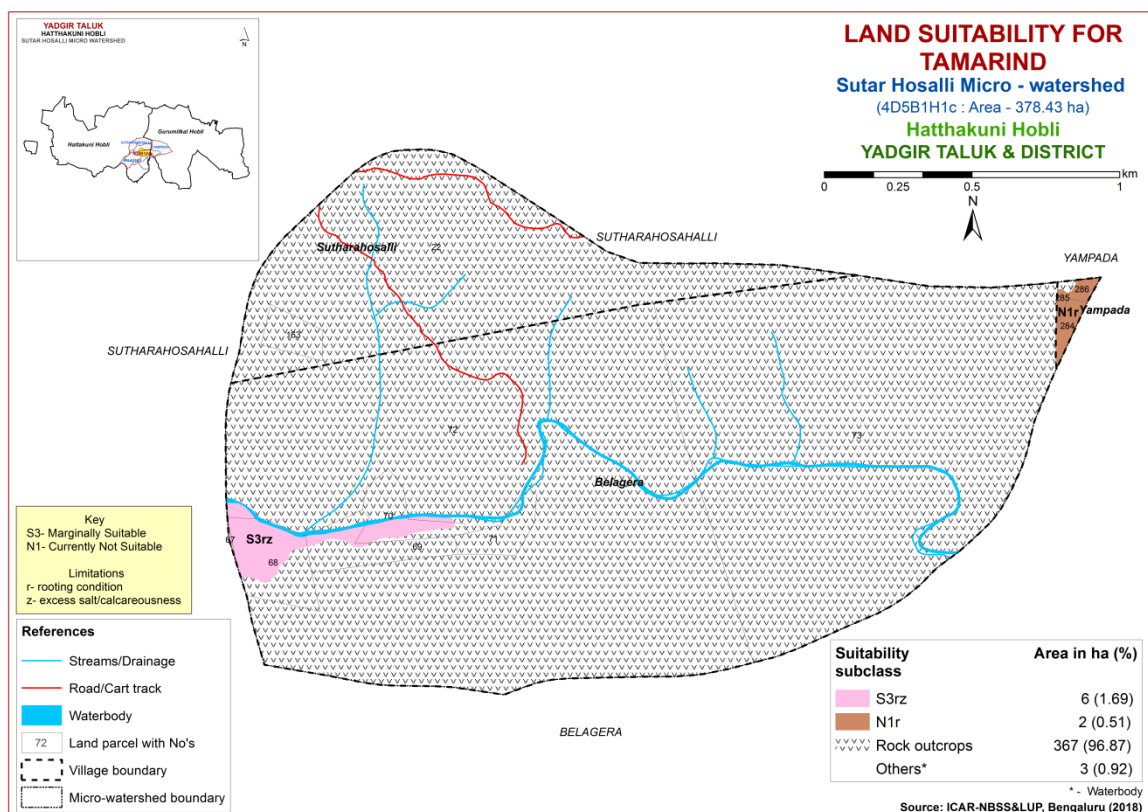 YADGIR TALUK
HATTHAKUNI HOBLI
SUTAR HOSALLI MICRO WATERSHED
N
Gurumitkal Hobli
Hattakuni Hobli
LAND SUITABILITY FOR
TAMARIND
Sutar Hosalli Micro - watershed
(4D5B1H1c : Area - 378.43 ha)
Hatthakuni Hobli
YADGIR TALUK & DISTRICT
km
0 0.25 0.5 1
N
SUTHARAHOSAHALLI
Sutharahosalli
22
YAMPADA
286
285
N1r
Yampada
284
163
SUTHARAHOSAHALLI
72
73
Belagera
70
67
S3rz
71
69
68
BELAGERA
Key
S3- Marginally Suitable
N1- Currently Not Suitable
Limitations
r- rooting condition
z- excess salt/calcareousness
References
Streams/Drainage
Road/Cart track
Waterbody
72 Land parcel with No's
Village boundary
Micro-watershed boundary
Suitability subclass Area in ha (%)
S3rz 6 (1.69)
N1r 2 (0.51)
Rock outcrops 367 (96.87)
Others* 3 (0.92)
* - Waterbody
Source: ICAR-NBSS&LUP, Bengaluru (2018)